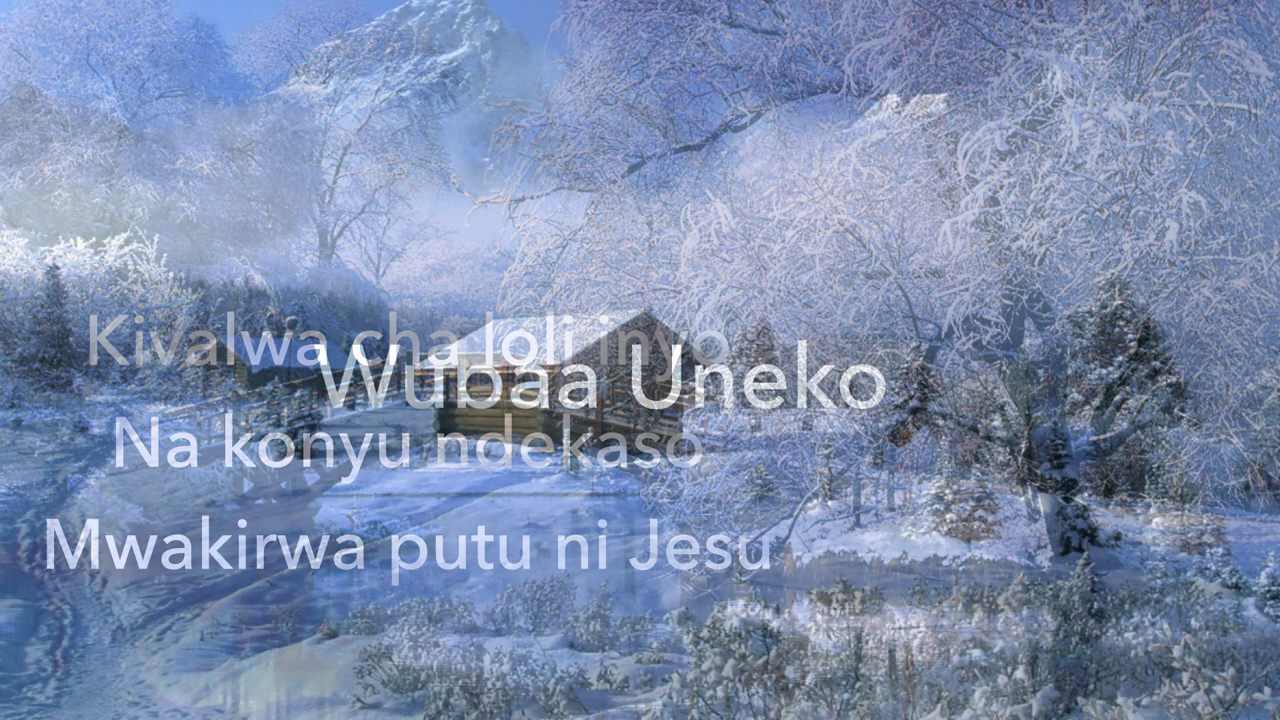 Kivalwa cha loli inyo
Wubaa Uneko
Na konyu ndekaso
Mwakirwa putu ni Jesu